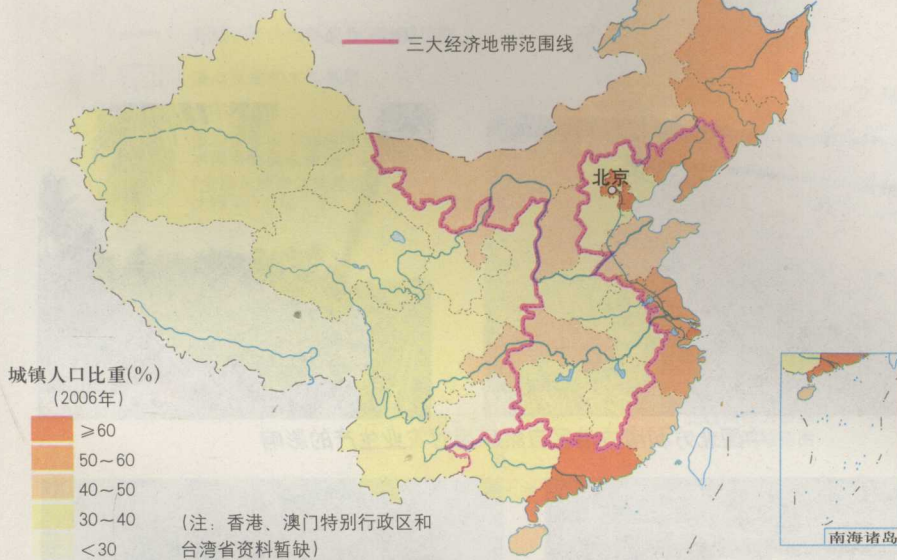 三大经济地带范围线
北京
城镇人口比重(%)
(2006年)
≥60
50~60
40~50
30~40
<30
(注：香港、澳门特别行政区和
台湾省资料暂缺)
南海诸岛